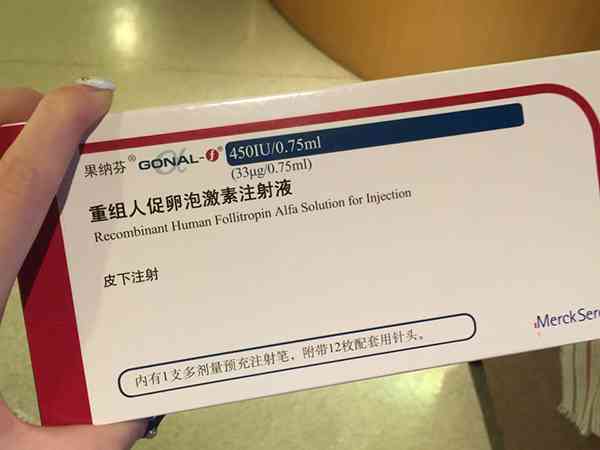 果纳芬® GONAL-f® 450IU/0.75ml
(33μg/0.75ml)
重组人促卵泡激素注射液
Recombinant Human Follitropin Alfa Solution for Injection
皮下注射
内有1支多剂量预充注射笔，附带12枚配套用针头。
Merck